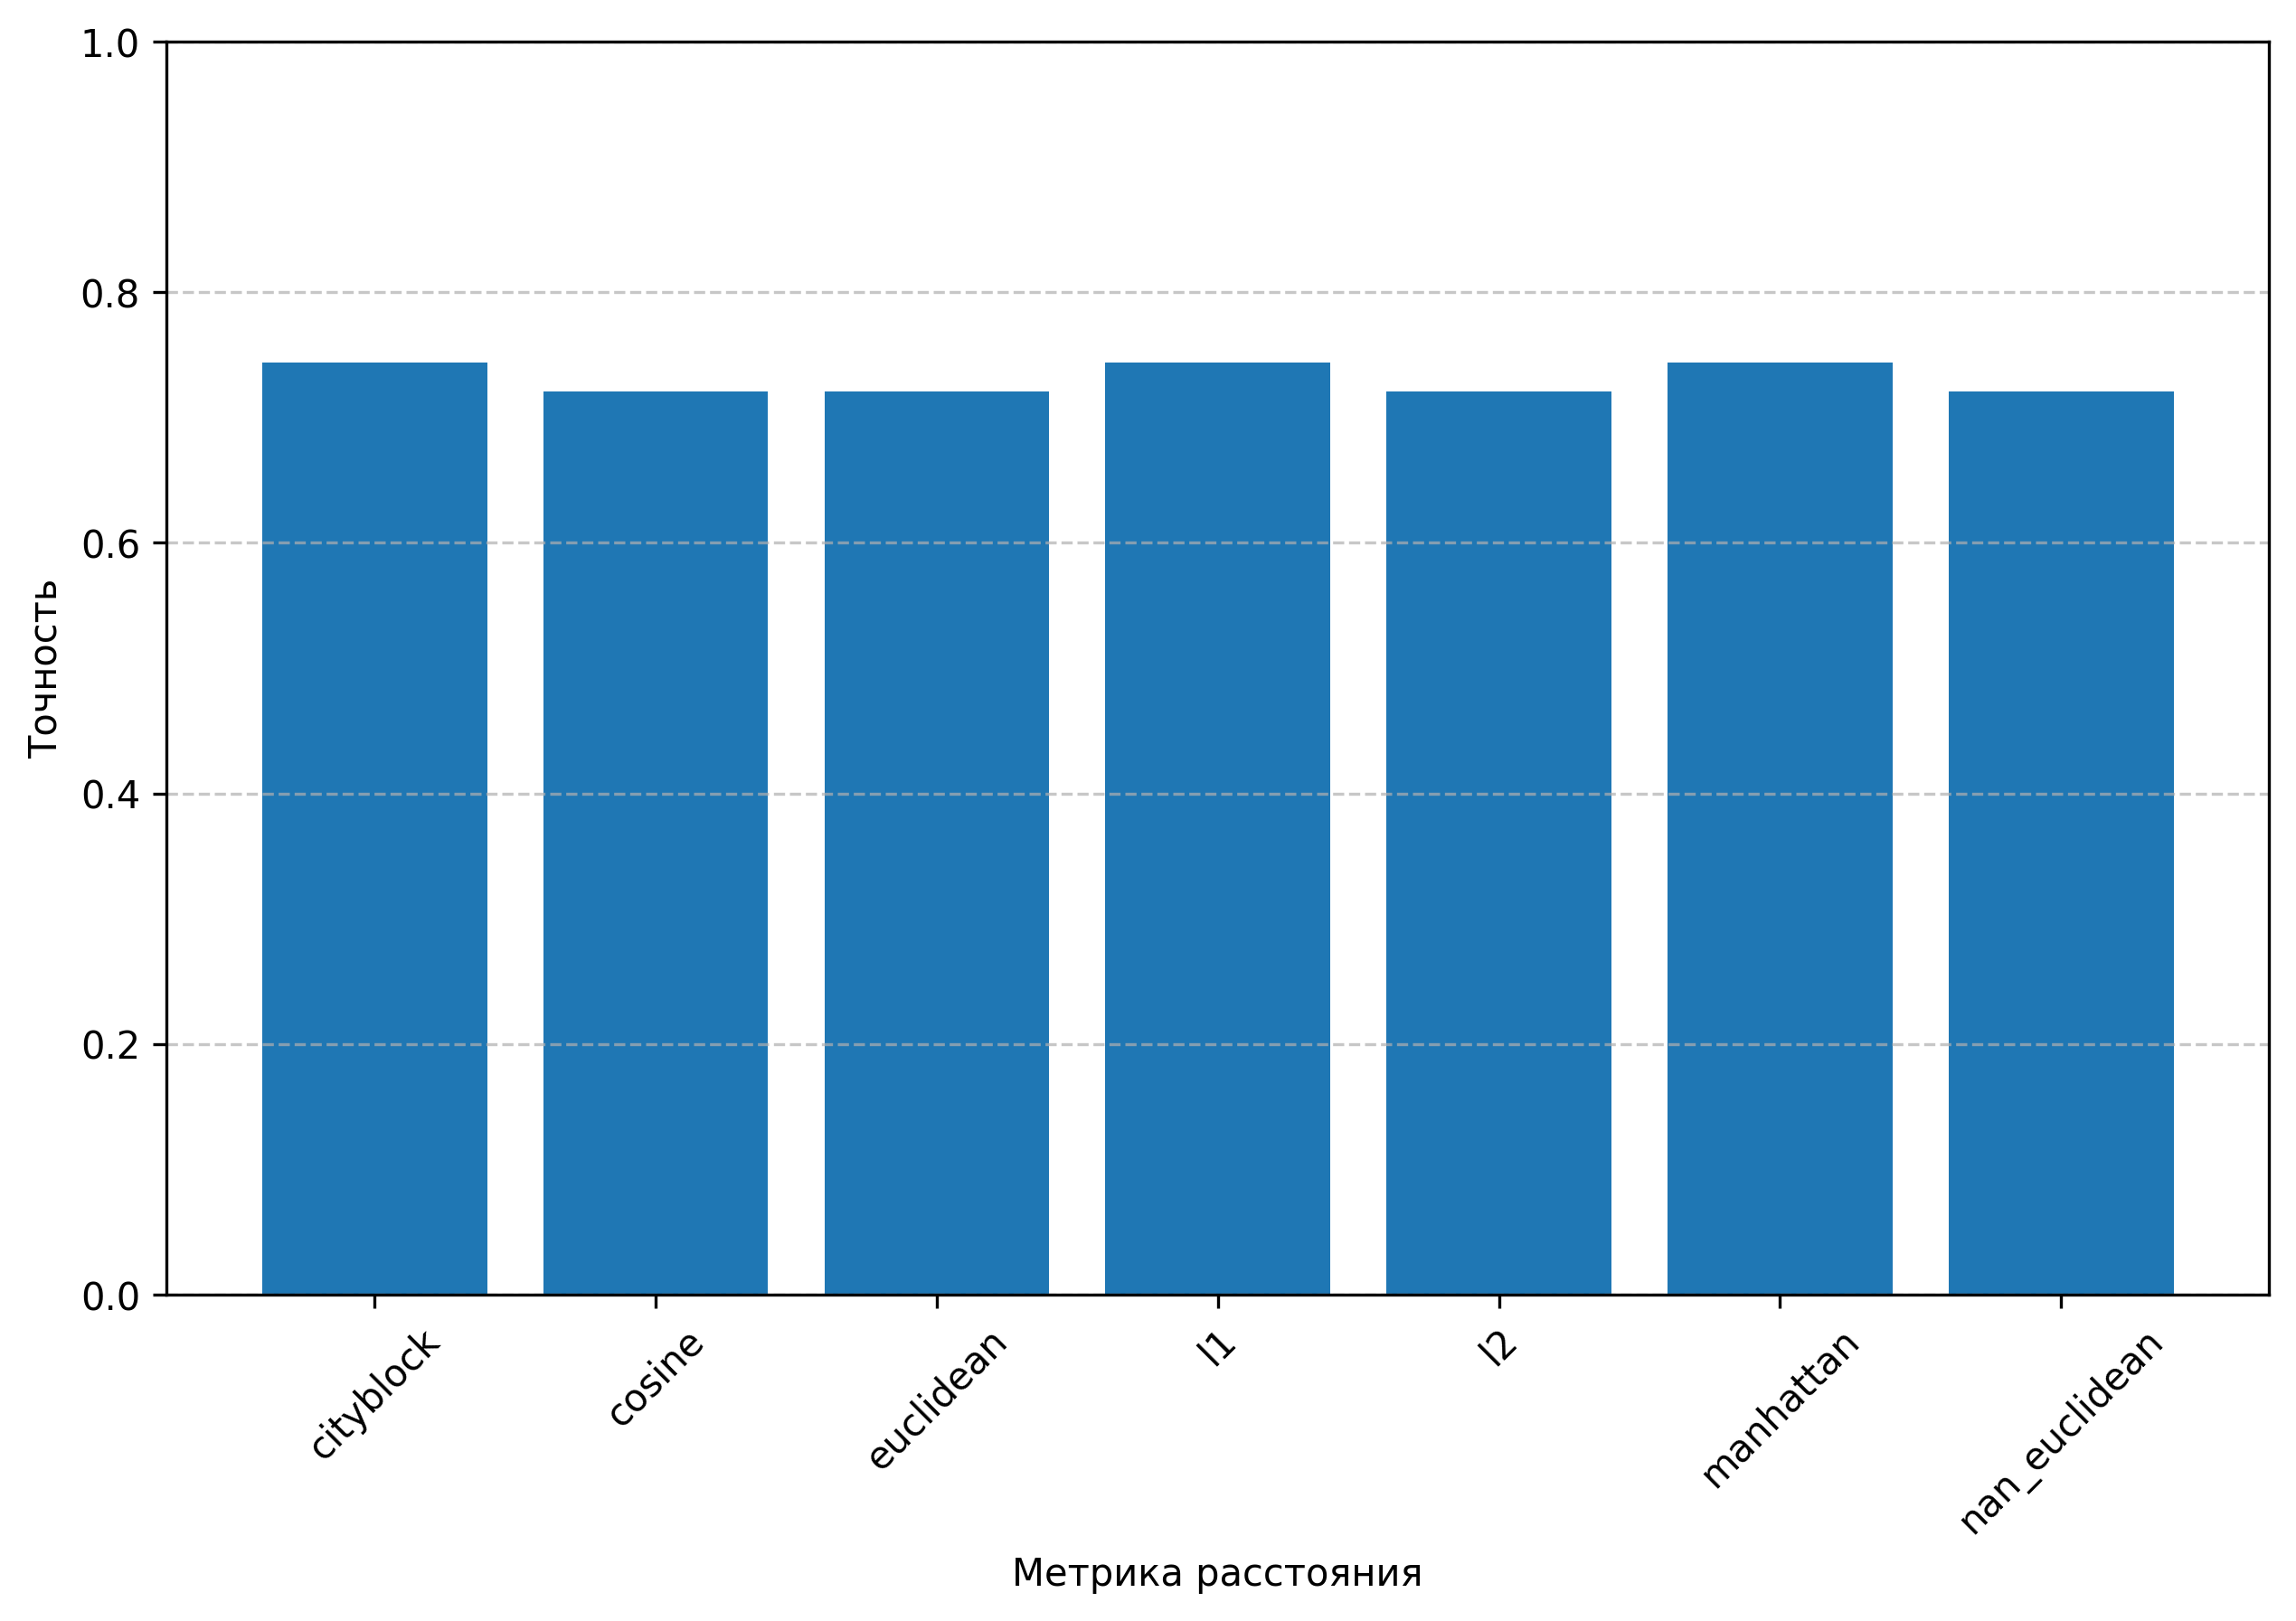 1.0
0.8
0.6
0.4
0.2
0.0
Точность
cityblock
cosine
euclidean
l1
l2
manhattan
nan_euclidean
Метрика расстояния